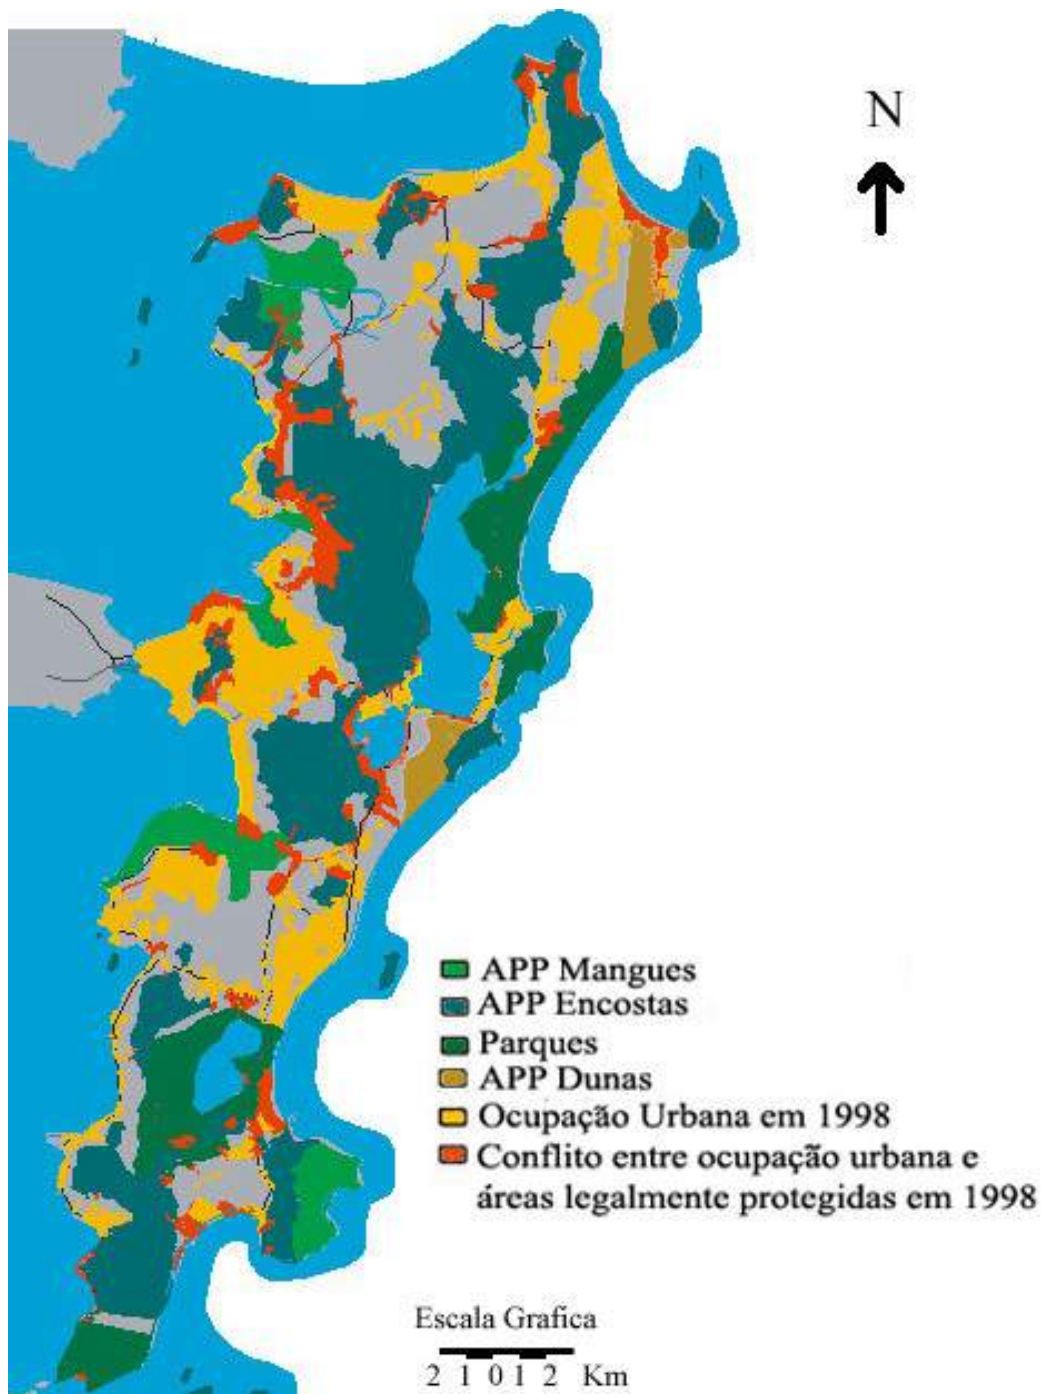 N
APP Mangues
APP Encostas
Parques
APP Dunas
Ocupação Urbana em 1998
Conflito entre ocupação urbana e
áreas legalmente protegidas em 1998
Escala Grafica
2 1 0 1 2 Km